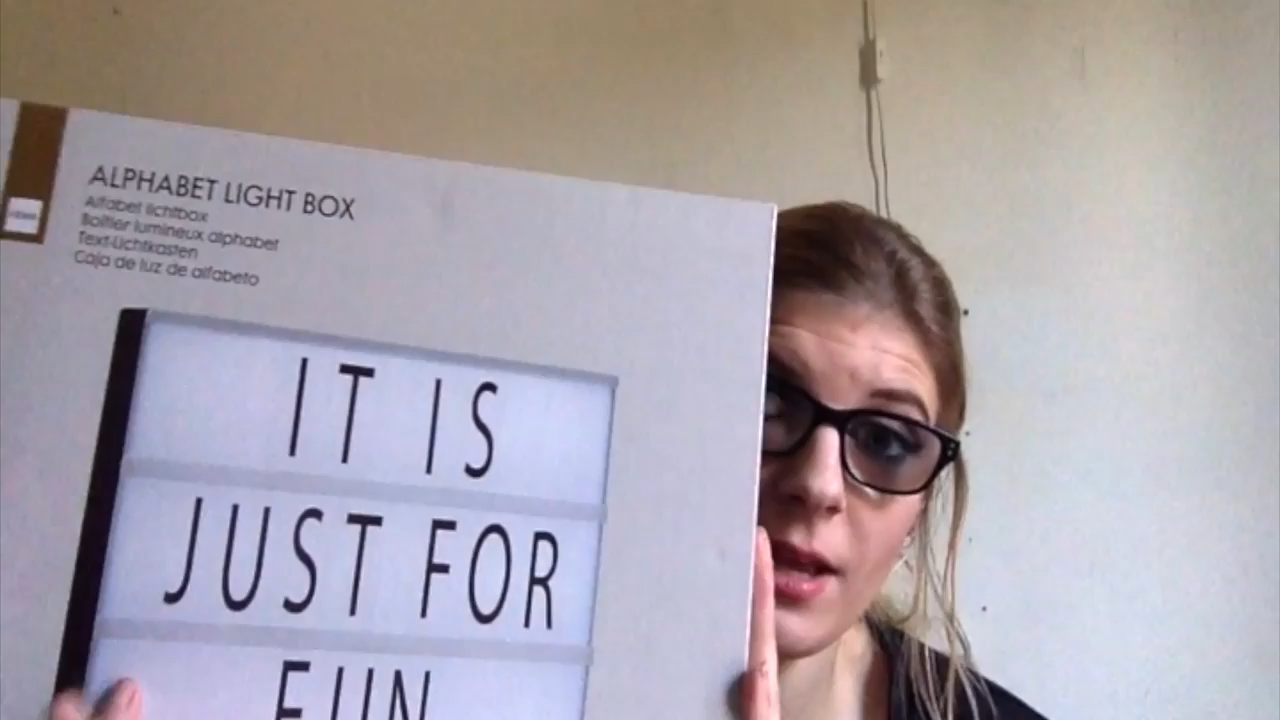 ALPHABET LIGHT BOX
Alfabet lichtbox
Boîtier lumineux alphabet
Text-Lichtkasten
Caja de luz de alfabeto
IT IS
JUST FOR
FUN